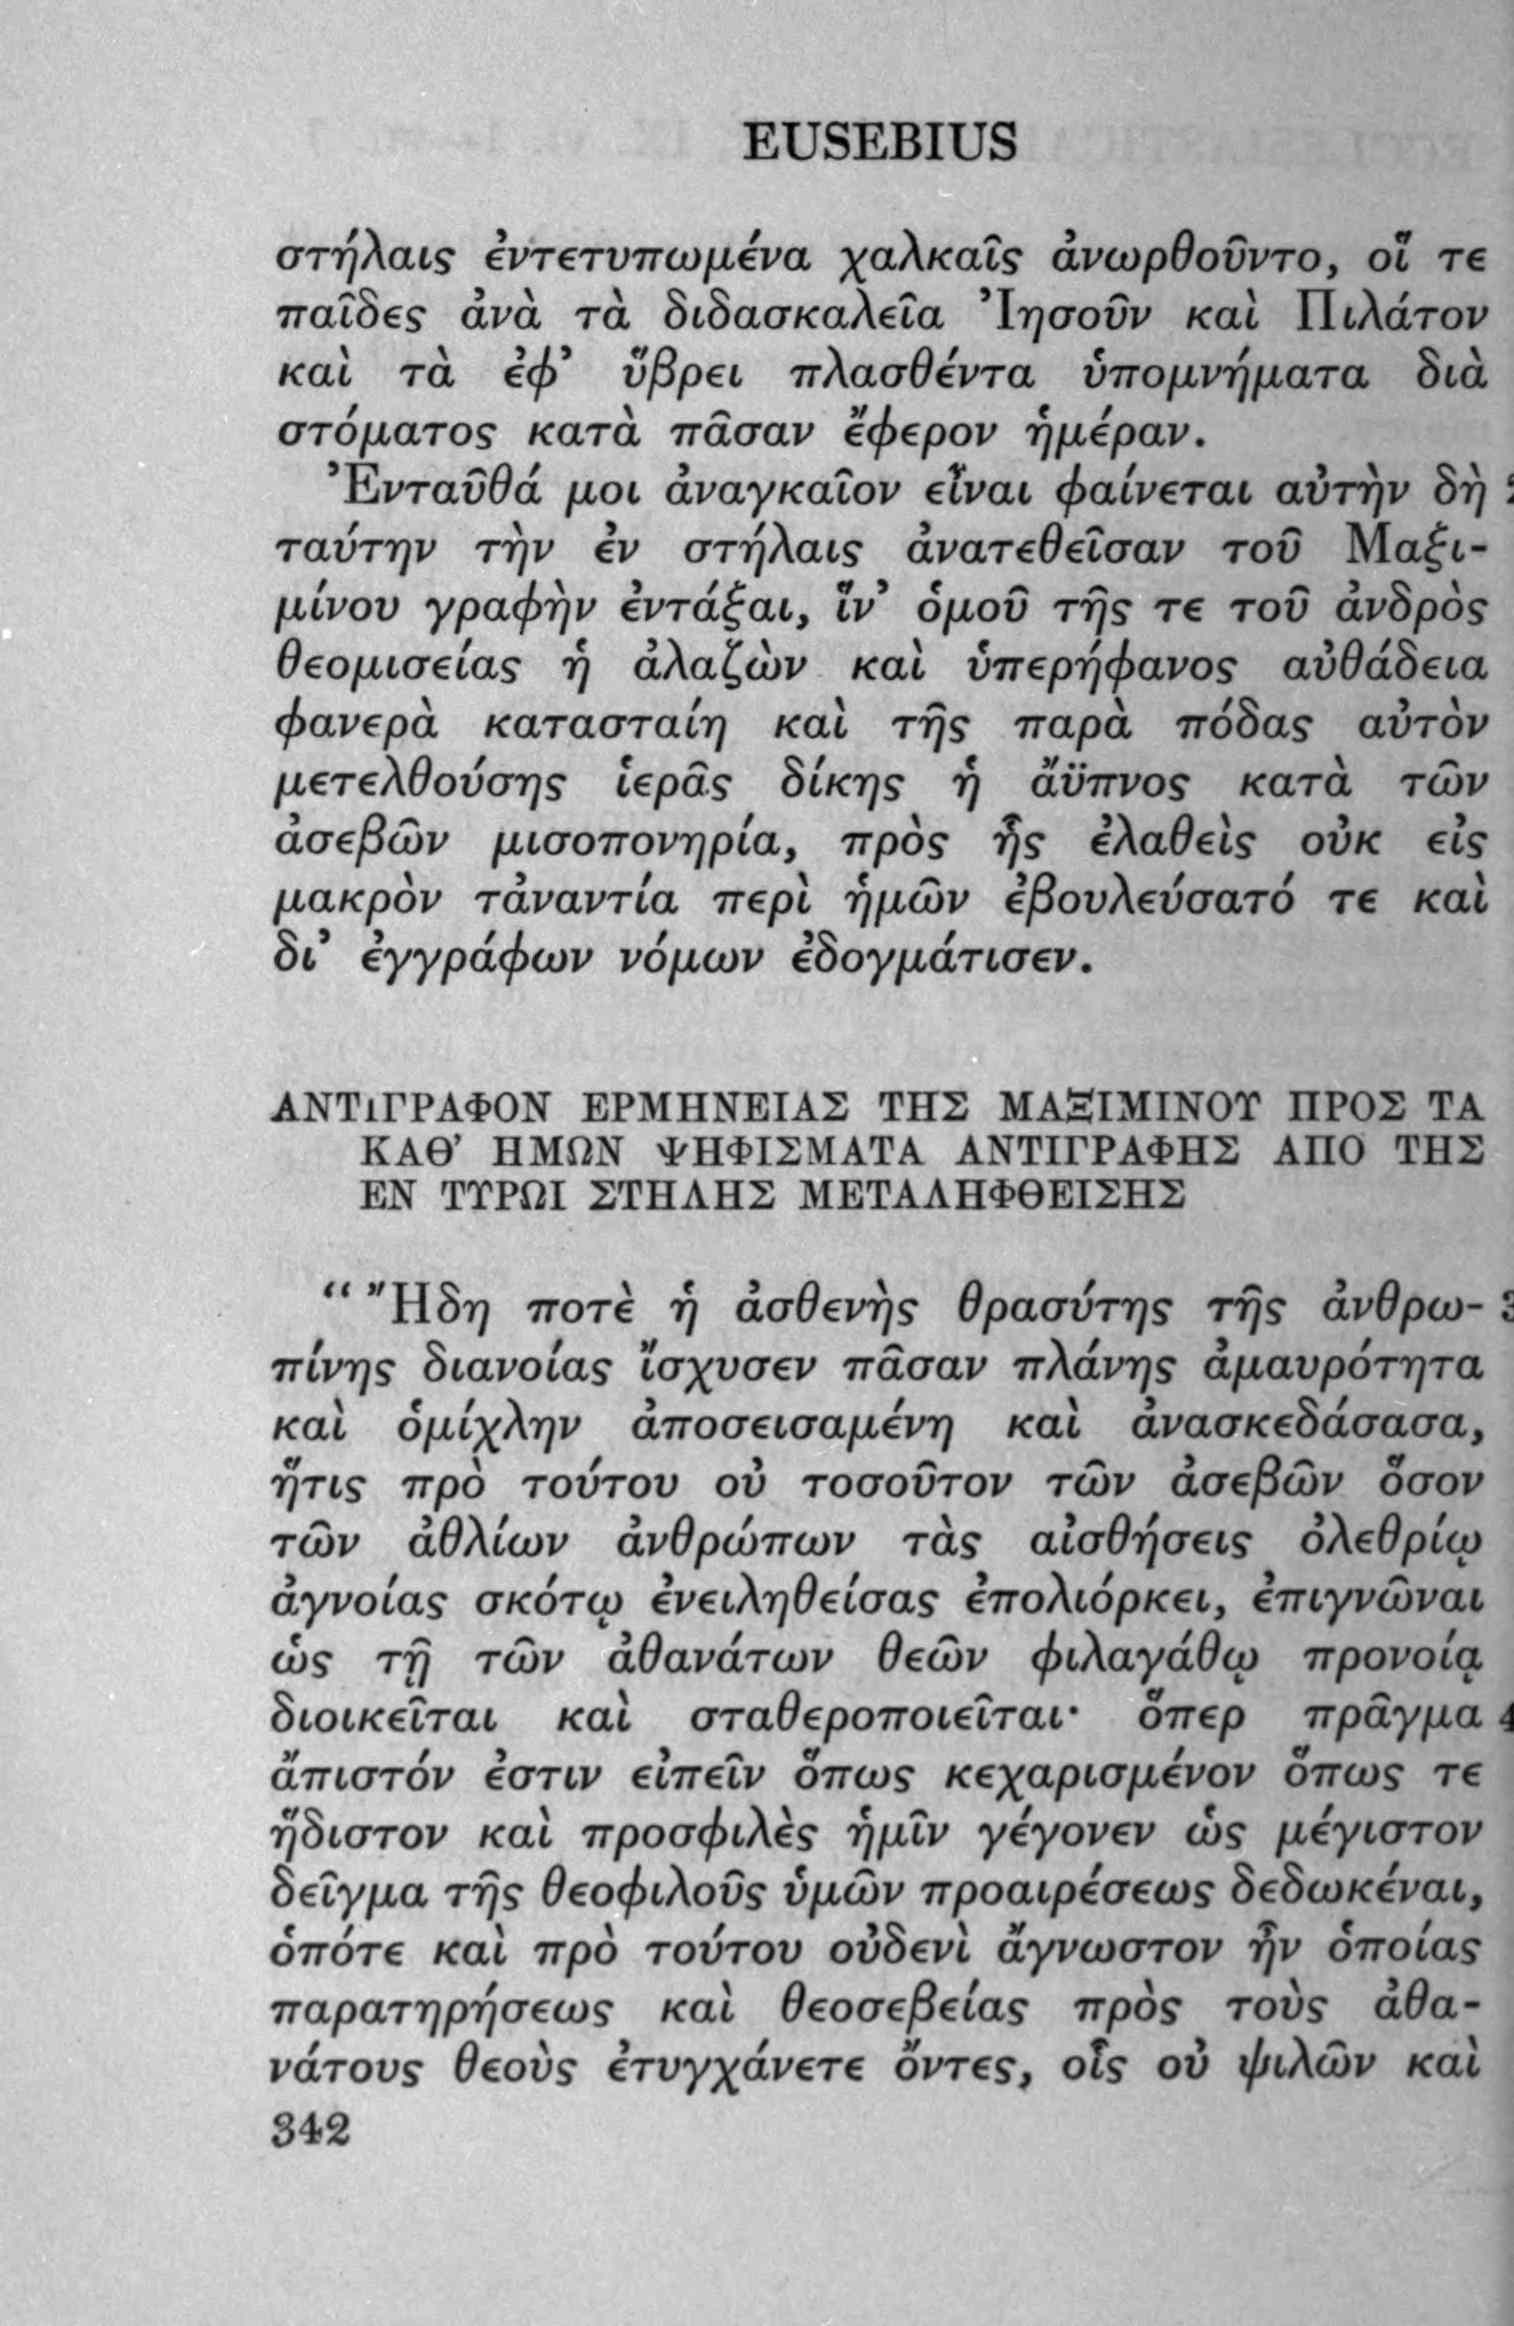 EUSEBIUS
στήλαις ἐντετυπωμένα χαλκαῖς ἀνωρθοῦντο, οἵ τε
παῖδες ἀνὰ τὰ διδασκαλεῖα Ἰησοῦν καὶ Πιλάτον
καὶ τὰ ἐφ’ ὕβρει πλασθέντα ὑπομνήματα διὰ
στόματος κατὰ πᾶσαν ἔφερον ἡμέραν.
Ἐνταῦθά μοι ἀναγκαῖον εἶναι φαίνεται αὐτὴν δὴ
ταύτην τὴν ἐν στήλαις ἀνατεθεῖσαν τοῦ Μαξι-
μίνου γραφὴν ἐντάξαι, ἵν’ ὁμοῦ τῆς τε τοῦ ἀνδρὸς
θεομισείας ἡ ἀλαζὼν καὶ ὑπερήφανος αὐθάδεια
φανερὰ κατασταίη καὶ τῆς παρὰ πόδας αὐτὸν
μετελθούσης ἱερᾶς δίκης ἡ ἄϋπνος κατὰ τῶν
ἀσεβῶν μισοπονηρία, πρὸς ἧς ἐλαθεὶς οὐκ εἰς
μακρὸν τἀναντία περὶ ἡμῶν ἐβουλεύσατό τε καὶ
δι’ ἐγγράφων νόμων ἐδογμάτισεν.
ΑΝΤΙΓΡΑΦΟΝ ΕΡΜΗΝΕΙΑΣ ΤΗΣ ΜΑΞΙΜΙΝΟΥ ΠΡΟΣ ΤΑ
ΚΑΘ’ ΗΜΩΝ ΨΗΦΙΣΜΑΤΑ ΑΝΤΙΓΡΑΦΗΣ ΑΠΟ ΤΗΣ
ΕΝ ΤΥΡΩΙ ΣΤΗΛΗΣ ΜΕΤΑΛΗΦΘΕΙΣΗΣ
“ Ἤδη ποτὲ ἡ ἀσθενὴς θρασύτης τῆς ἀνθρω- 3
πίνης διανοίας ἴσχυσεν πᾶσαν πλάνης ἀμαυρότητα
καὶ ὁμίχλην ἀποσεισαμένη καὶ ἀνασκεδάσασα,
ἥτις πρὸ τούτου οὐ τοσοῦτον τῶν ἀσεβῶν ὅσον
τῶν ἀθλίων ἀνθρώπων τὰς αἰσθήσεις ὀλεθρίῳ
ἀγνοίας σκότῳ ἐνειληθείσας ἐπολιόρκει, ἐπιγνῶναι
ὡς τῇ τῶν ἀθανάτων θεῶν φιλαγάθῳ προνοίᾳ
διοικεῖται καὶ σταθεροποιεῖται· ὅπερ πρᾶγμα 4
ἄπιστόν ἐστιν εἰπεῖν ὅπως κεχαρισμένον ὅπως τε
ἥδιστον καὶ προσφιλὲς ἡμῖν γέγονεν ὡς μέγιστον
δεῖγμα τῆς θεοφιλοῦς ὑμῶν προαιρέσεως δεδωκέναι,
ὁπότε καὶ πρὸ τούτου οὐδενὶ ἄγνωστον ἦν ὁποίας
παρατηρήσεως καὶ θεοσεβείας πρὸς τοὺς ἀθα-
νάτους θεοὺς ἐτυγχάνετε ὄντες, οἷς οὐ ψιλῶν καὶ
342